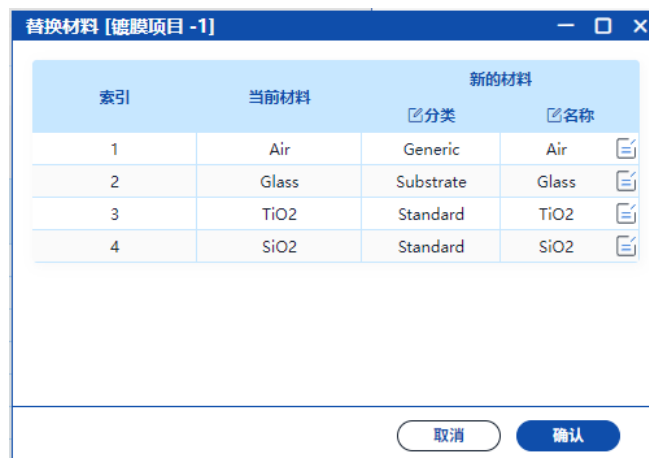 替换材料 [镀膜项目 -1]
索引 当前材料 新的材料
分类 名称
1 Air Generic Air
2 Glass Substrate Glass
3 TiO2 Standard TiO2
4 SiO2 Standard SiO2
取消 确认